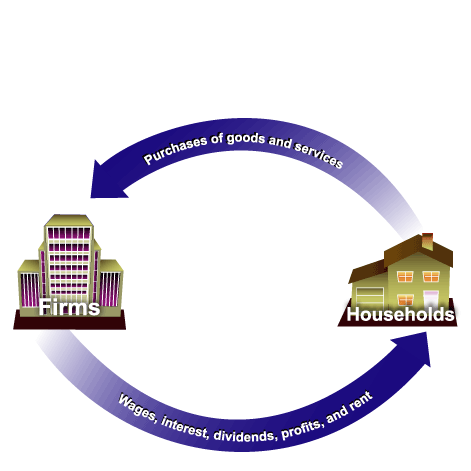 Purchases of goods and services
Firms
Households
Wages, interest, dividends, profits, and rent